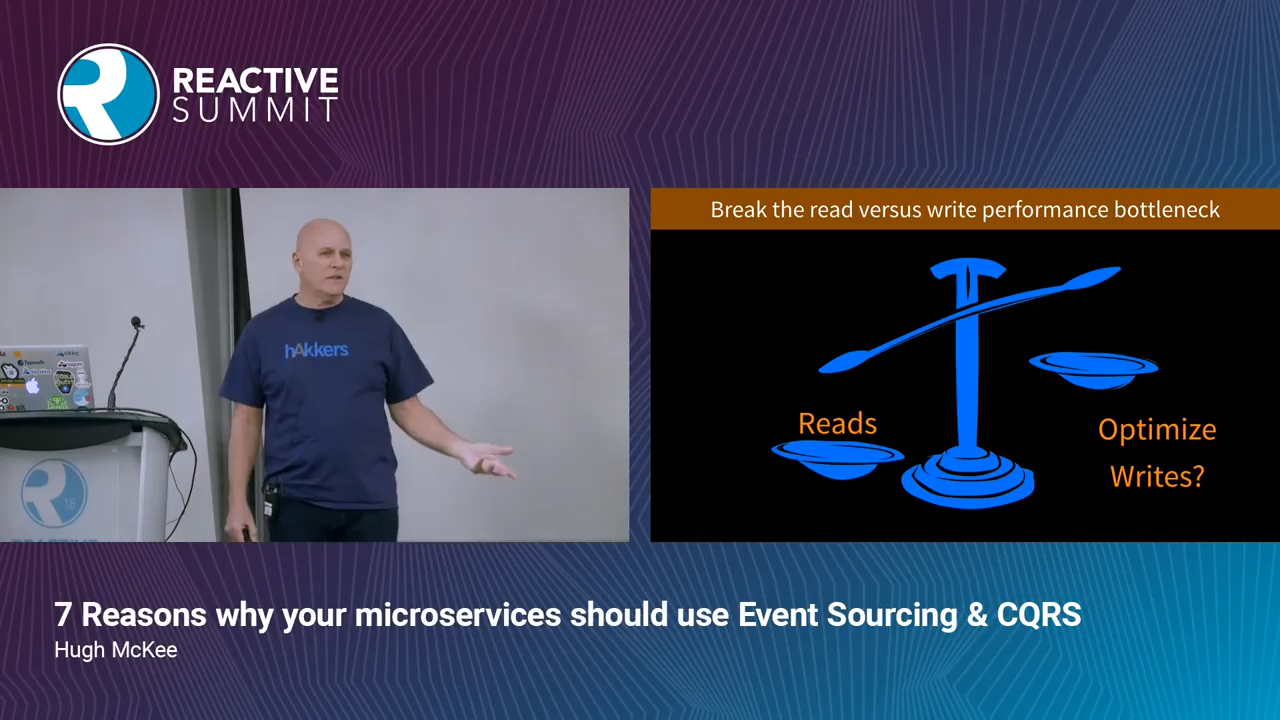 REACTIVE
SUMMIT
Break the read versus write performance bottleneck
hAkkers
Reads
Optimize
Writes?
18
7 Reasons why your microservices should use Event Sourcing & CQRS
Hugh McKee